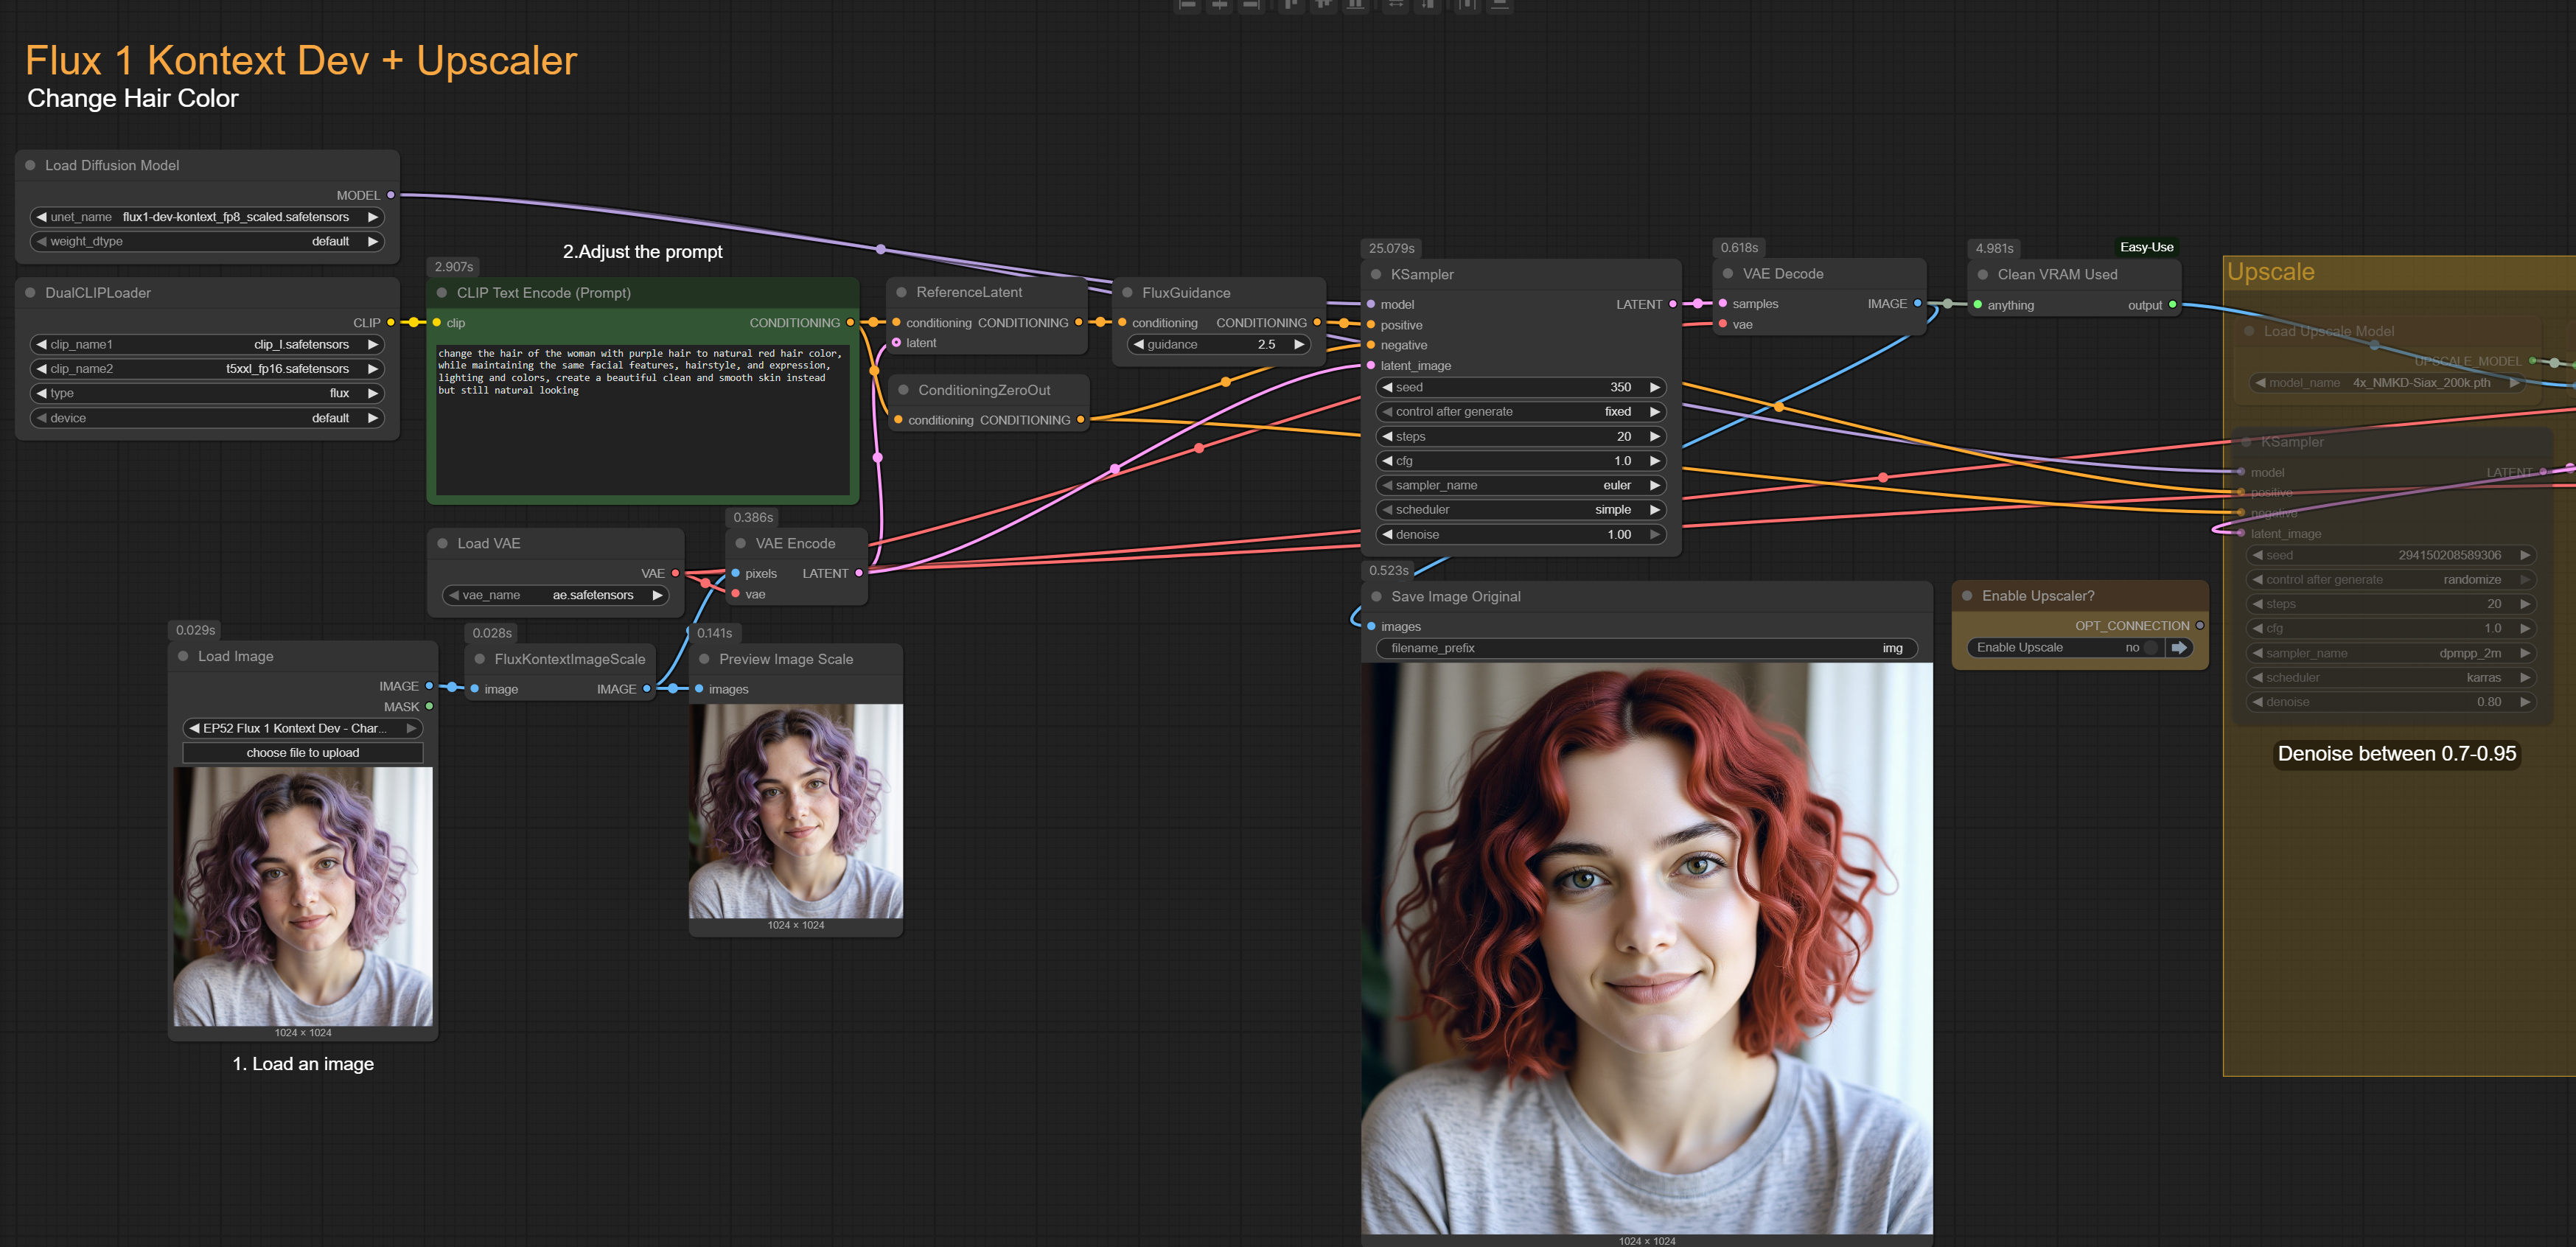 Flux 1 Kontext Dev + Upscaler
Change Hair Color
Load Diffusion Model
MODEL
unet_name flux1-dev-kontext_fp8_scaled.safetensors
weight_dtype default
DualCLIPLoader
CLIP
clip_name1 clip_l.safetensors
clip_name2 t5xxl_fp16.safetensors
type flux
device default
2.Adjust the prompt
2.907s
CLIP Text Encode (Prompt)
clip CONDITIONING
change the hair of the woman with purple hair to natural red hair color,
while maintaining the same facial features, hairstyle, and expression,
lighting and colors, create a beautiful clean and smooth skin instead
but still natural looking
ReferenceLatent
conditioning CONDITIONING
latent
ConditioningZeroOut
conditioning CONDITIONING
FluxGuidance
conditioning CONDITIONING
guidance 2.5
Load VAE
VAE
vae_name ae.safetensors
0.386s
VAE Encode
pixels LATENT
vae
0.029s
Load Image
IMAGE
MASK
EP52 Flux 1 Kontext Dev - Char...
choose file to upload
1024 × 1024
1. Load an image
0.028s
FluxKontextImageScale
image IMAGE
0.141s
Preview Image Scale
images
1024 × 1024
25.079s
KSampler
model LATENT
positive
negative
latent_image
seed 350
control after generate fixed
steps 20
cfg 1.0
sampler_name euler
scheduler simple
denoise 1.00
0.618s
VAE Decode
samples IMAGE
vae
4.981s
Easy-Use
Clean VRAM Used
anything output
0.523s
Save Image Original
images
filename_prefix img
1024 × 1024
Enable Upscaler?
OPT_CONNECTION
Enable Upscale no
Upscale
Load Upscale Model
UPSCALE_MODEL
model_name 4x_NMKD-Siax_200k.pth
KSampler
model LATENT
positive
negative
latent_image
seed 294150208589306
control after generate randomize
steps 20
cfg 1.0
sampler_name dpmpp_2m
scheduler karras
denoise 0.80
Denoise between 0.7-0.95